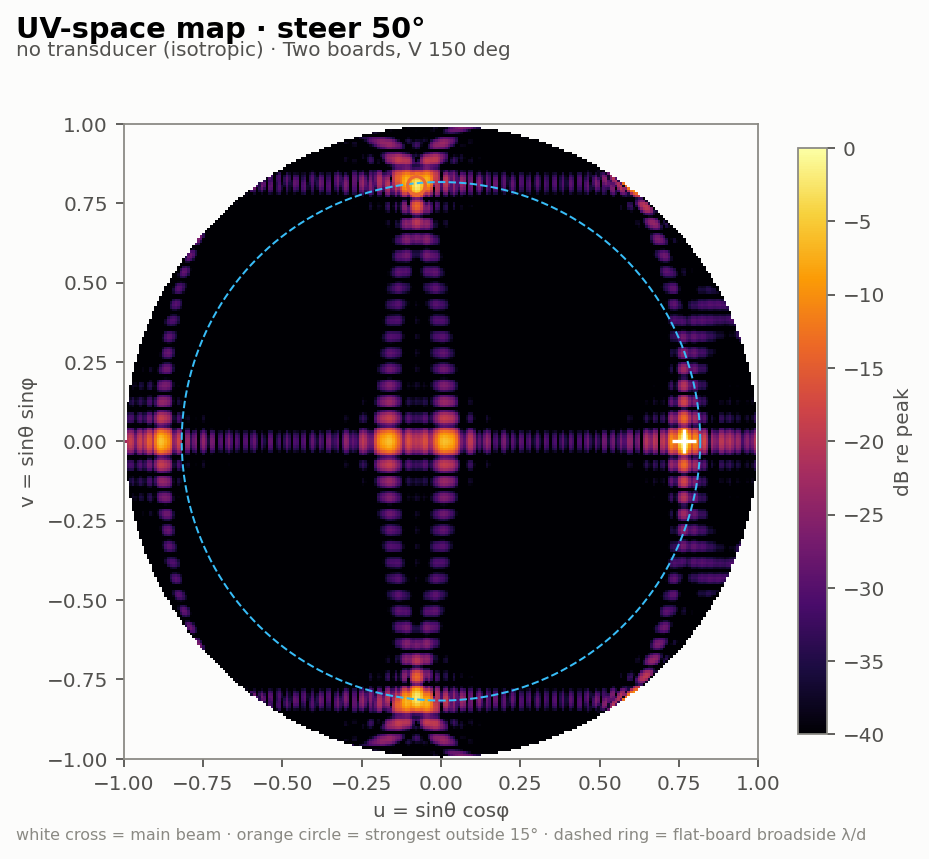 UV-space map · steer 50°
no transducer (isotropic) · Two boards, V 150 deg
1.00
0.75
0.50
0.25
0.00
−0.25
−0.50
−0.75
−1.00
v = sinθ sinφ
−1.00 −0.75 −0.50 −0.25 0.00 0.25 0.50 0.75 1.00
u = sinθ cosφ
0
−5
−10
−15
−20
−25
−30
−35
−40
dB re peak
white cross = main beam · orange circle = strongest outside 15° · dashed ring = flat-board broadside λ/d